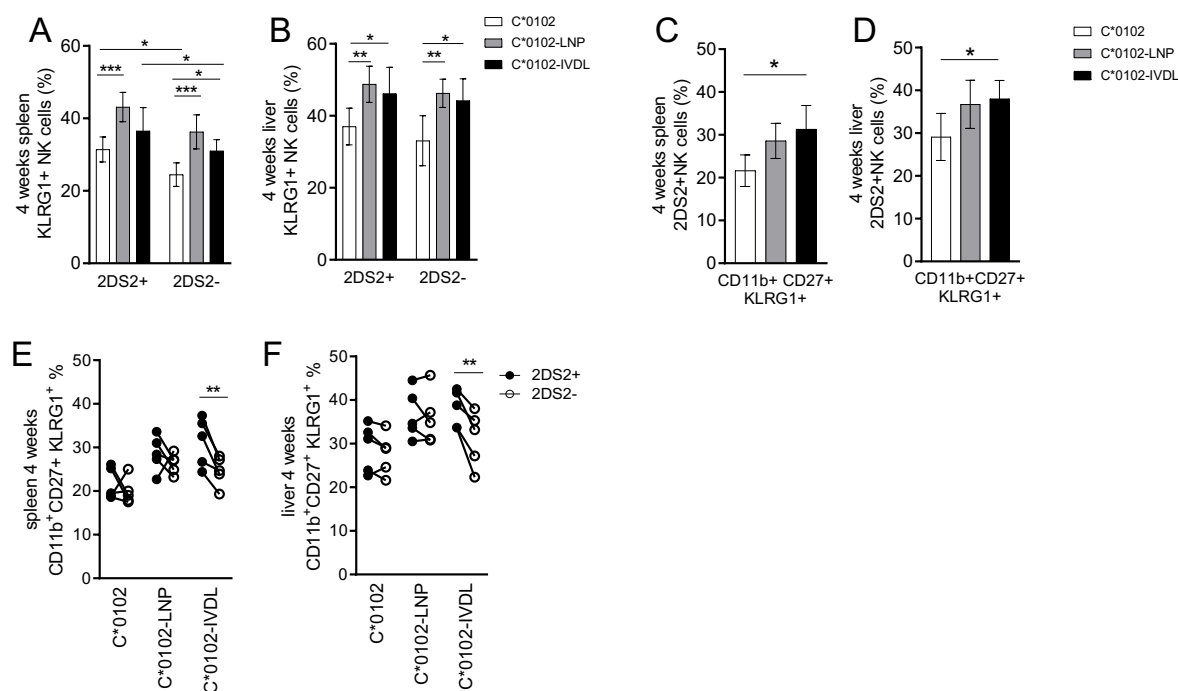 A
4 weeks spleen
KLRG1+ NK cells (%)
60
40
20
0
*
***
*
*
***
2DS2+
2DS2-
B
4 weeks liver
KLRG1+ NK cells (%)
60
40
20
0
*
**
*
**
2DS2+
2DS2-
C*0102
C*0102-LNP
C*0102-IVDL
C
4 weeks spleen
2DS2+NK cells (%)
50
40
30
20
10
0
*
CD11b+ CD27+
KLRG1+
D
4 weeks liver
2DS2+NK cells (%)
50
40
30
20
10
0
*
CD11b+CD27+
KLRG1+
C*0102
C*0102-LNP
C*0102-IVDL
E
spleen 4 weeks
CD11b+CD27+ KLRG1+ %
50
40
30
20
10
0
**
C*0102
C*0102-LNP
C*0102-IVDL
F
liver 4 weeks
CD11b+CD27+ KLRG1+ %
50
40
30
20
10
0
**
C*0102
C*0102-LNP
C*0102-IVDL
2DS2+
2DS2-